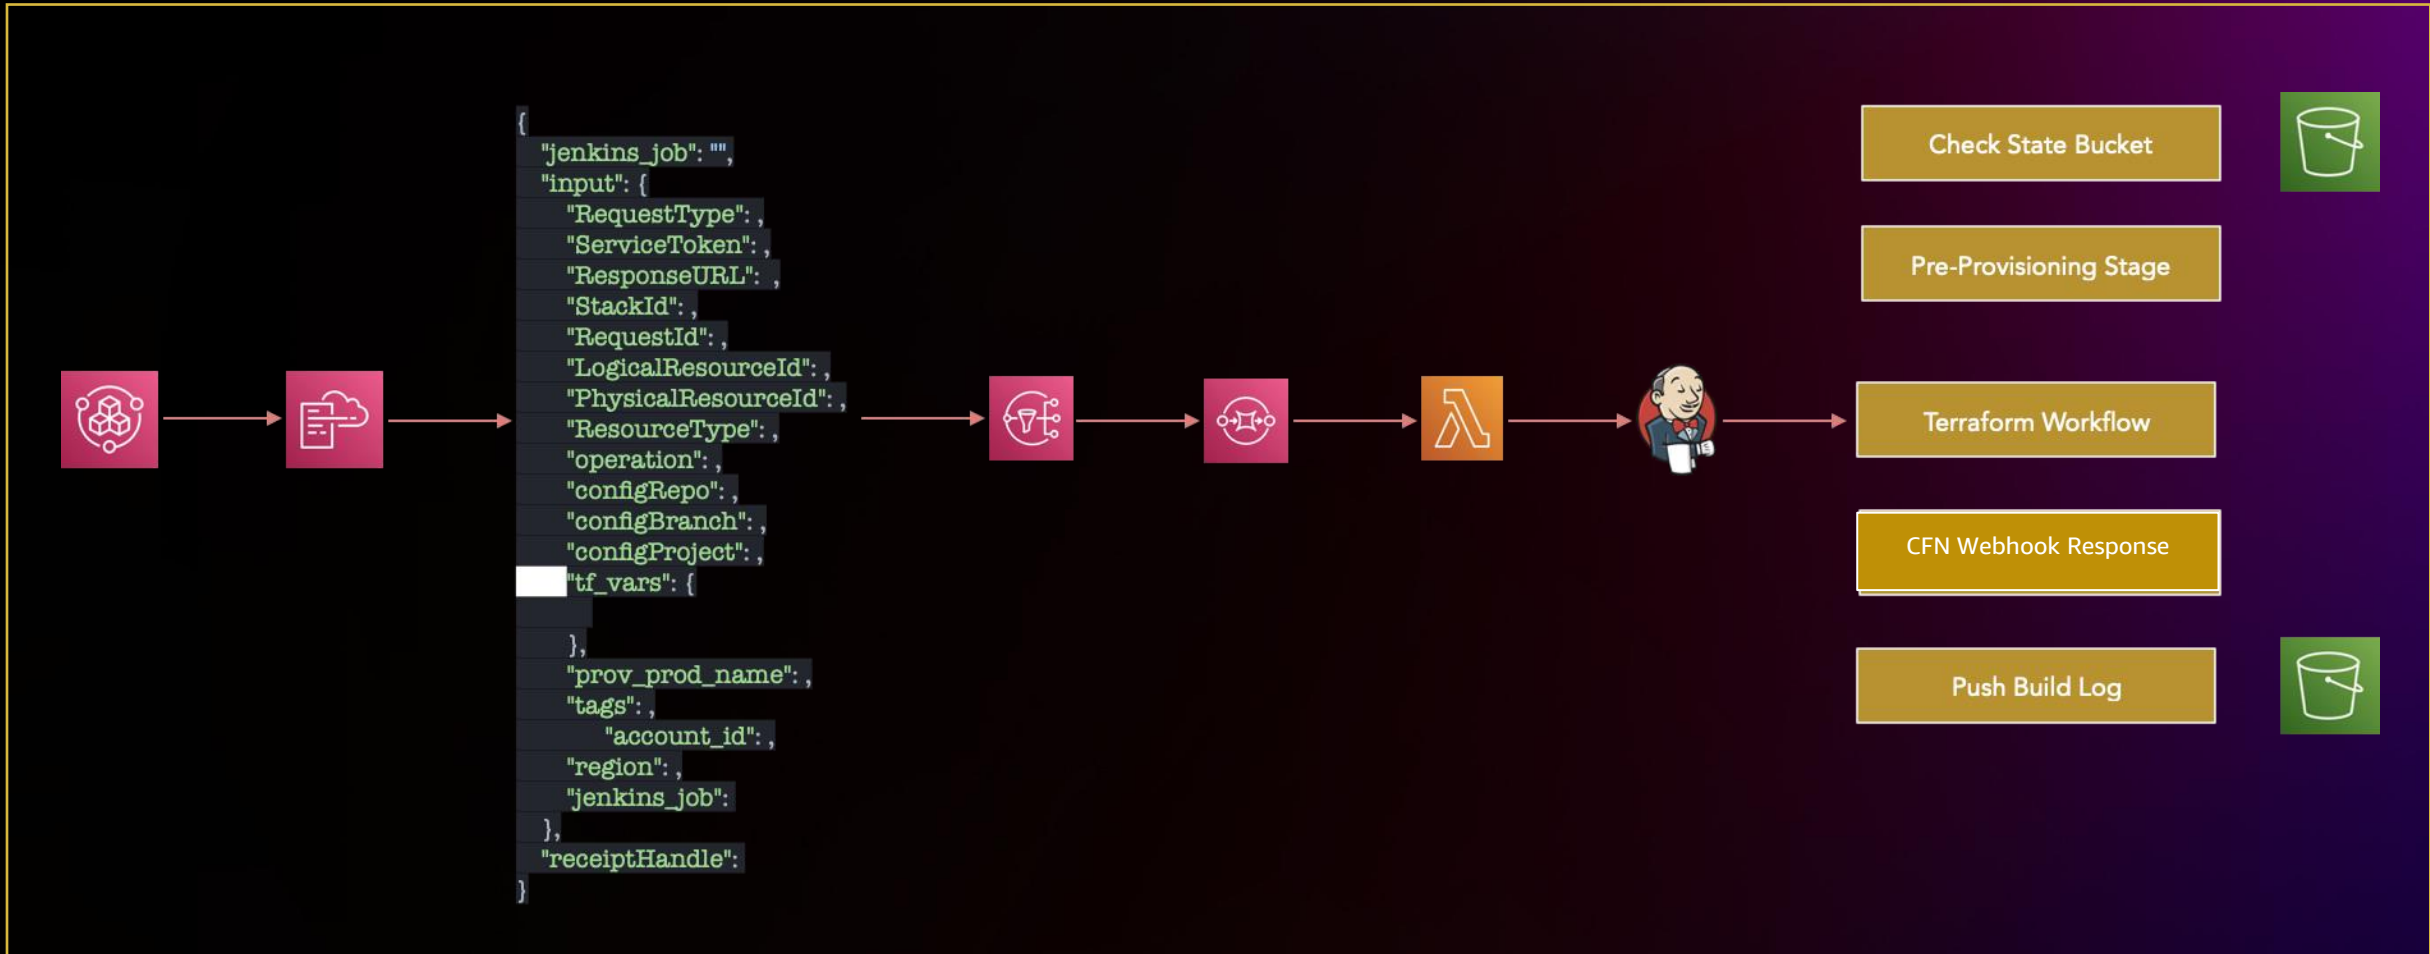 {
"jenkins_job": "",
"input": {
"RequestType": ,
"ServiceToken": ,
"ResponseURL": ,
"StackId": ,
"RequestId": ,
"LogicalResourceId": ,
"PhysicalResourceId": ,
"ResourceType": ,
"operation": ,
"configRepo": ,
"configBranch": ,
"configProject": ,
"tf_vars": {
},
"prov_prod_name": ,
"tags": ,
"account_id": ,
"region": ,
"jenkins_job":
},
"receiptHandle":
}
Check State Bucket
Pre-Provisioning Stage
Terraform Workflow
CFN Webhook Response
Push Build Log